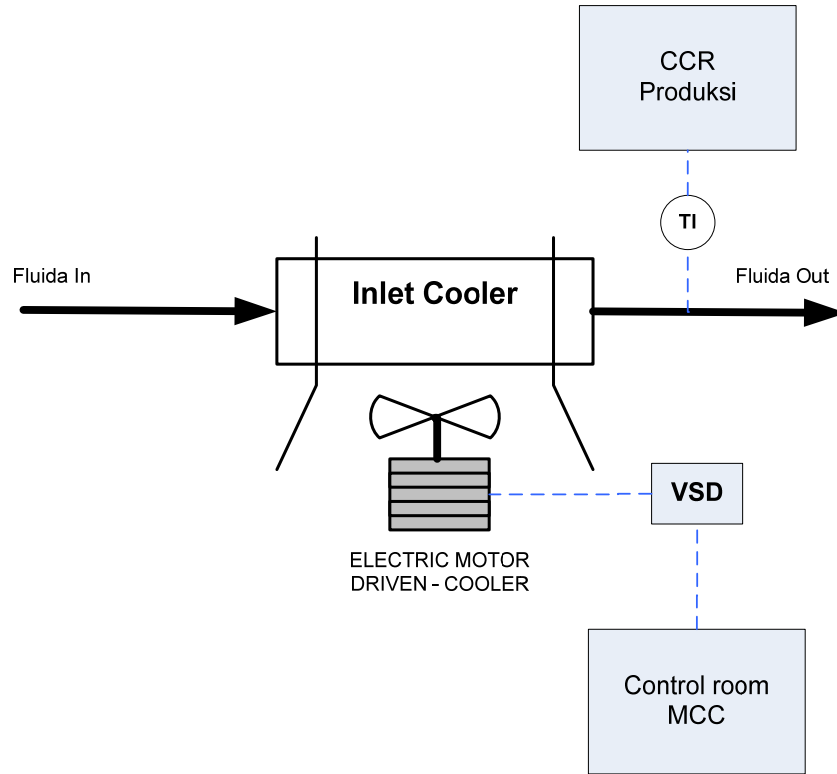 CCR
Produksi
TI
Fluida In
Inlet Cooler
Fluida Out
VSD
ELECTRIC MOTOR
DRIVEN - COOLER
Control room
MCC